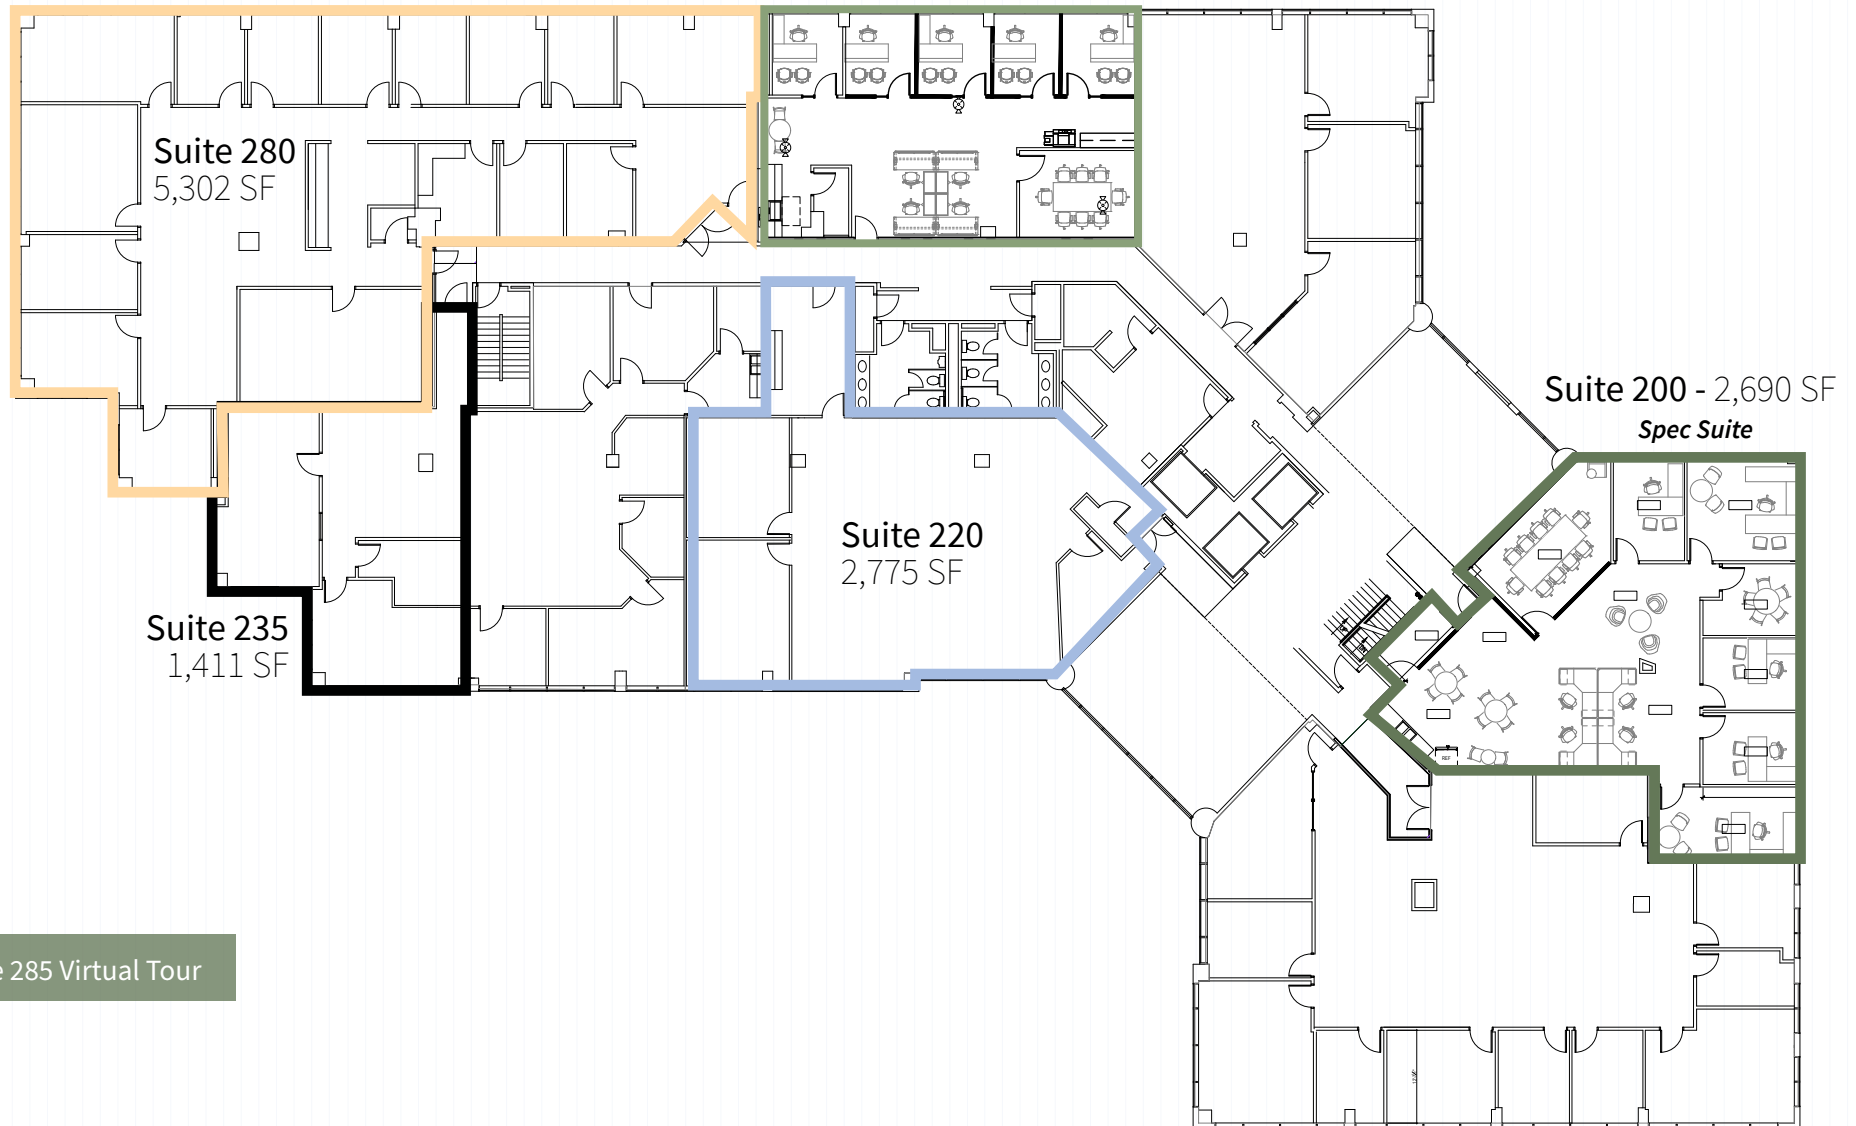 Suite 280
5,302 SF
Suite 200 - 2,690 SF
Spec Suite
Suite 220
2,775 SF
Suite 235
1,411 SF
REF
285 Virtual Tour